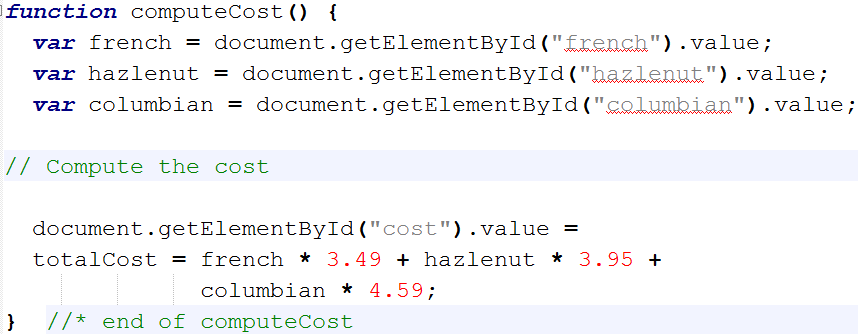 function computeCost() {
var french = document.getElementById("french").value;
var hazlenut = document.getElementById("hazlenut").value;
var columbian = document.getElementById("columbian").value;
// Compute the cost
document.getElementById("cost").value =
totalCost = french * 3.49 + hazlenut * 3.95 +
columbian * 4.59;
} //* end of computeCost